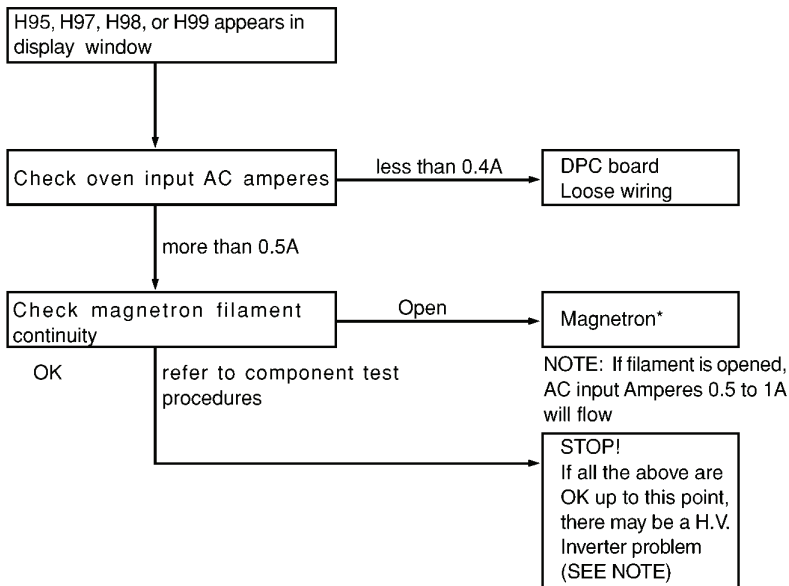 H95, H97, H98, or H99 appears in
display window
Check oven input AC amperes
less than 0.4A
DPC board
Loose wiring
more than 0.5A
Check magnetron filament
continuity
Open
Magnetron*
NOTE: If filament is opened,
AC input Amperes 0.5 to 1A
will flow
OK
refer to component test
procedures
STOP!
If all the above are
OK up to this point,
there may be a H.V.
Inverter problem
(SEE NOTE)